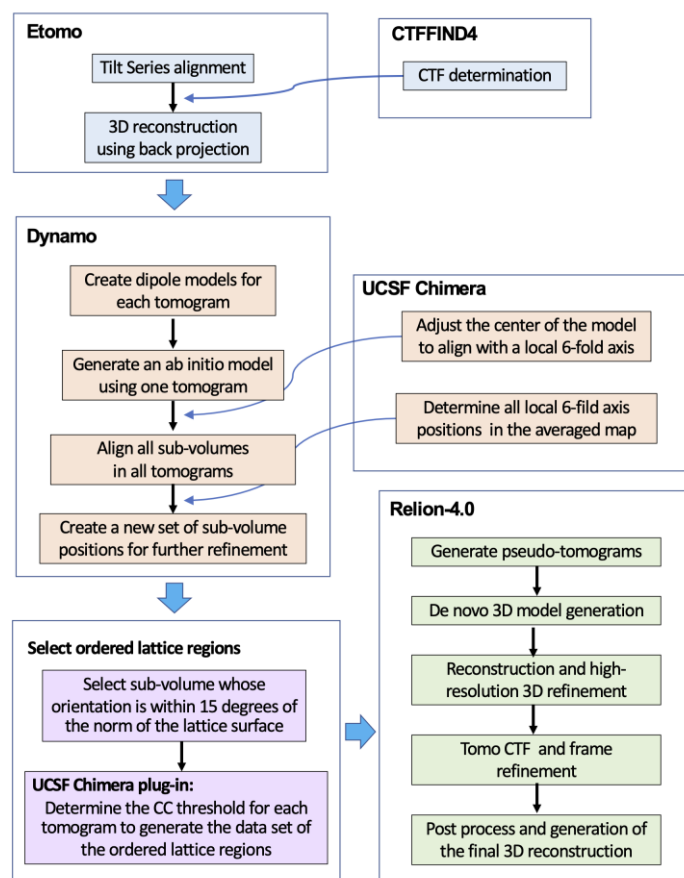 Etomo
Tilt Series alignment
3D reconstruction
using back projection
CTFFIND4
CTF determination
Dynamo
Create dipole models for
each tomogram
Generate an ab initio model
using one tomogram
Align all sub-volumes
in all tomograms
Create a new set of sub-volume
positions for further refinement
UCSF Chimera
Adjust the center of the model
to align with a local 6-fold axis
Determine all local 6-fild axis
positions in the averaged map
Select ordered lattice regions
Select sub-volume whose
orientation is within 15 degrees of
the norm of the lattice surface
UCSF Chimera plug-in:
Determine the CC threshold for each
tomogram to generate the data set of
the ordered lattice regions
Relion-4.0
Generate pseudo-tomograms
De novo 3D model generation
Reconstruction and high-
resolution 3D refinement
Tomo CTF and frame
refinement
Post process and generation of
the final 3D reconstruction